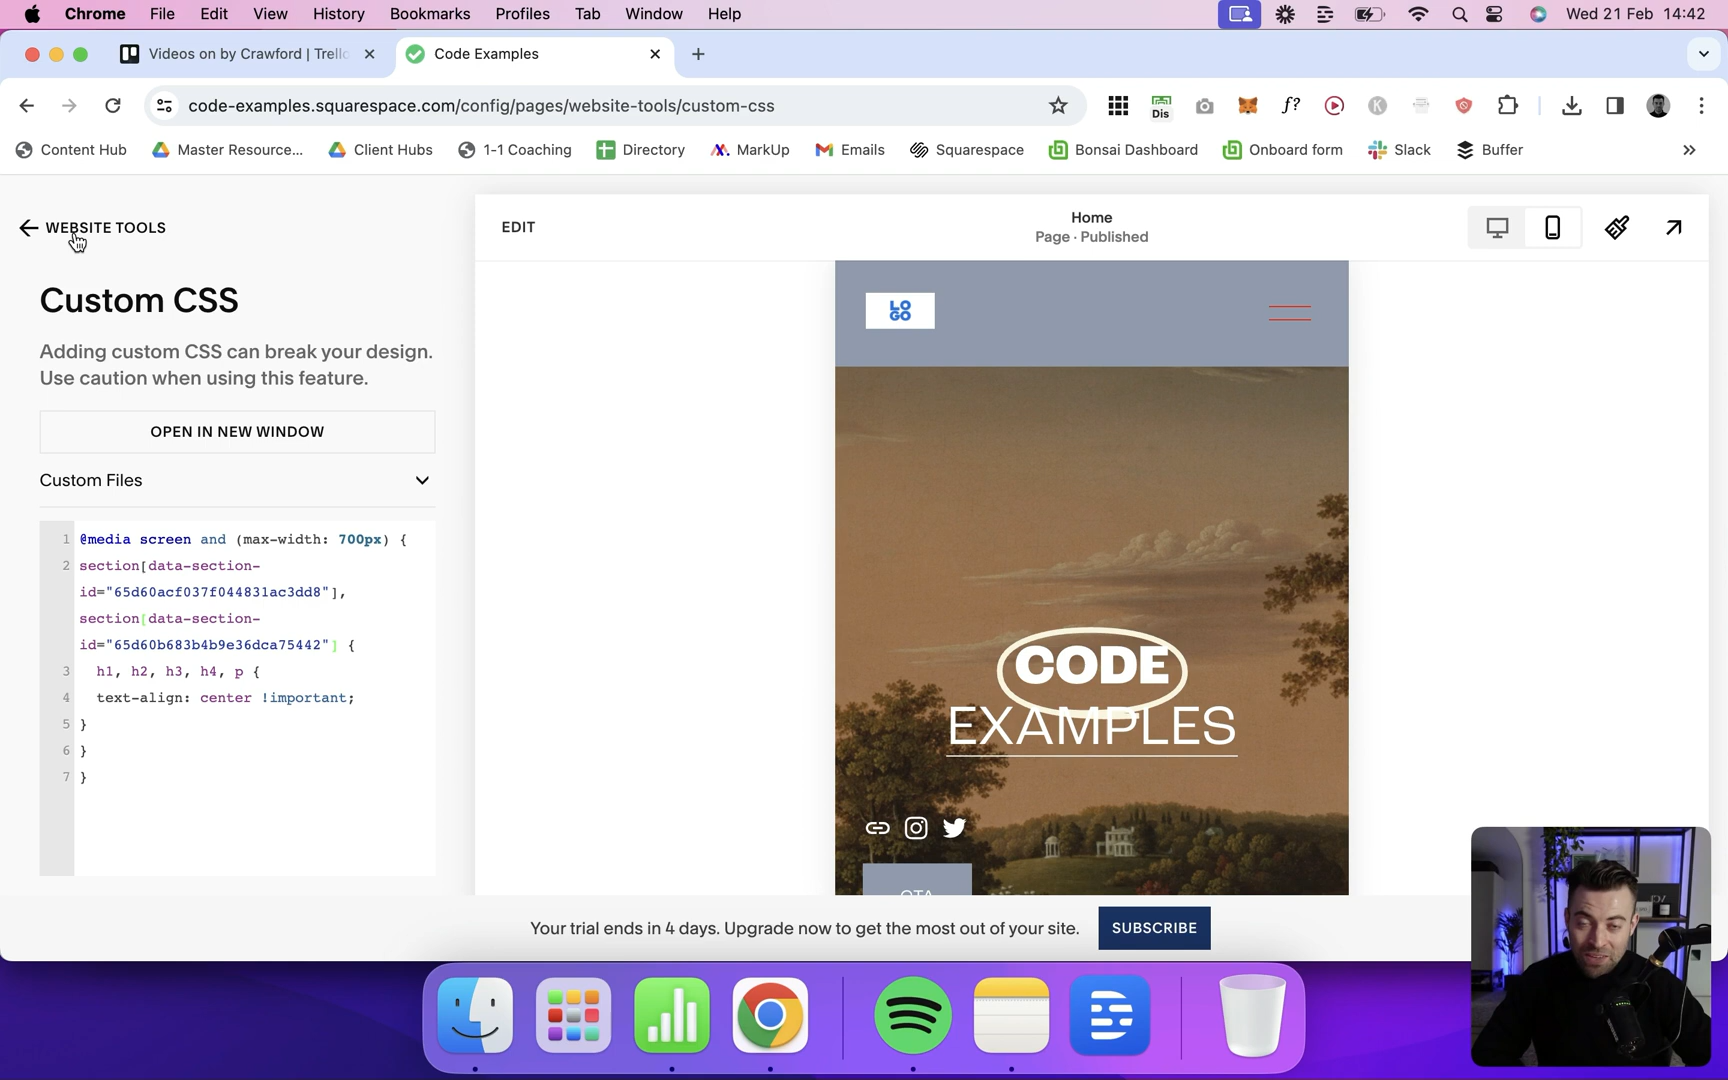 Chrome File Edit View History Bookmarks Profiles Tab Window Help Wed 21 Feb 14:42
Videos on by Crawford | Trello Code Examples
code-examples.squarespace.com/config/pages/website-tools/custom-css Dis f? K
Content Hub Master Resource... Client Hubs 1-1 Coaching Directory MarkUp Emails Squarespace Bonsai Dashboard Onboard form Slack Buffer
WEBSITE TOOLS
Custom CSS
Adding custom CSS can break your design.
Use caution when using this feature.
OPEN IN NEW WINDOW
Custom Files
1 @media screen and (max-width: 700px) {
2 section[data-section-
id="65d60acf037f044831ac3dd8"],
section[data-section-
id="65d60b683b4b9e36dca75442"] {
3 h1, h2, h3, h4, p {
4 text-align: center !important;
5 }
6 }
7 }
EDIT
Home
Page · Published
LO
GO
CODE
EXAMPLES
CTA
Your trial ends in 4 days. Upgrade now to get the most out of your site. SUBSCRIBE